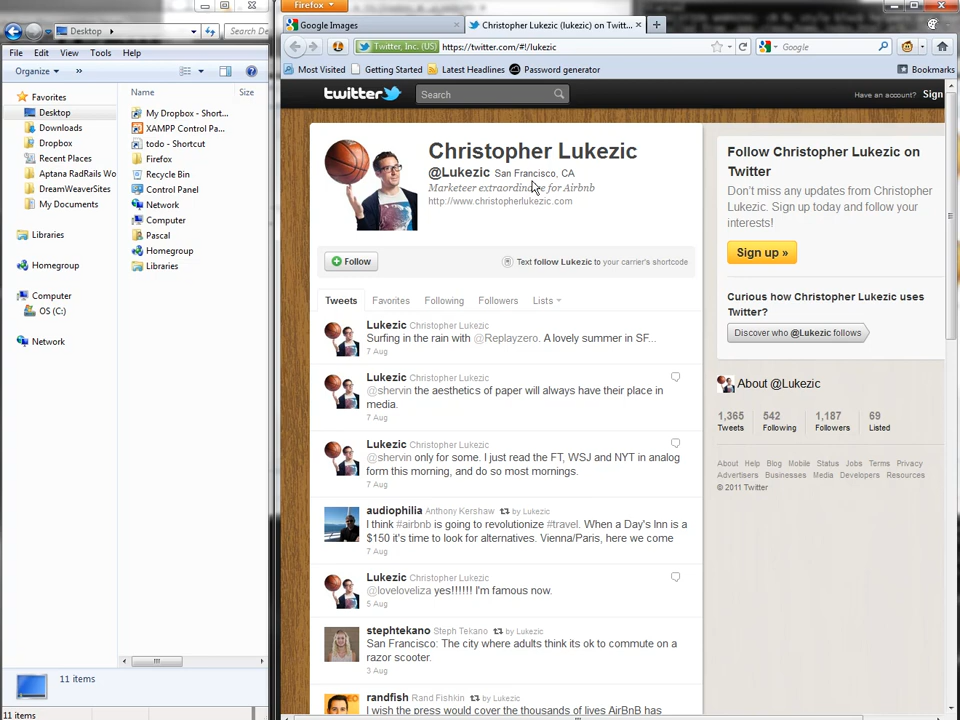 Desktop
Search De
File Edit View Tools Help
Organize »
Favorites
Desktop
Downloads
Dropbox
Recent Places
Aptana RadRails Wo
DreamWeaverSites
My Documents
Libraries
Homegroup
Computer
OS (C:)
Network
Name Size
My Dropbox - Short...
XAMPP Control Pa...
todo - Shortcut
Firefox
Recycle Bin
Control Panel
Network
Computer
Pascal
Homegroup
Libraries
11 items
11 items
Firefox
Google Images
Christopher Lukezic (lukezic) on Twitt...
Twitter, Inc. (US) https://twitter.com/#!/lukezic
Google
Most Visited Getting Started Latest Headlines Password generator Bookmarks
twitter Search Have an account? Sign
Christopher Lukezic
@Lukezic San Francisco, CA
Marketeer extraordinaire for Airbnb
http://www.christopherlukezic.com
Follow
Text follow Lukezic to your carrier's shortcode
Tweets Favorites Following Followers Lists
Lukezic Christopher Lukezic
Surfing in the rain with @Replayzero. A lovely summer in SF...
7 Aug
Lukezic Christopher Lukezic
@shervin the aesthetics of paper will always have their place in
media.
7 Aug
Lukezic Christopher Lukezic
@shervin only for some. I just read the FT, WSJ and NYT in analog
form this morning, and do so most mornings.
7 Aug
audiophilia Anthony Kershaw by Lukezic
I think #airbnb is going to revolutionize #travel. When a Day's Inn is a
$150 it's time to look for alternatives. Vienna/Paris, here we come
7 Aug
Lukezic Christopher Lukezic
@loveloveliza yes!!!!!! I'm famous now.
5 Aug
stephtekano Steph Tekano by Lukezic
San Francisco: The city where adults think its ok to commute on a
razor scooter.
3 Aug
randfish Rand Fishkin by Lukezic
I wish the press would cover the thousands of lives AirBnB has
Follow Christopher Lukezic on
Twitter
Don't miss any updates from Christopher
Lukezic. Sign up today and follow your
interests!
Sign up »
Curious how Christopher Lukezic uses
Twitter?
Discover who @Lukezic follows
About @Lukezic
1,365 542 1,187 69
Tweets Following Followers Listed
About Help Blog Mobile Status Jobs Terms Privacy
Advertisers Businesses Media Developers Resources
© 2011 Twitter